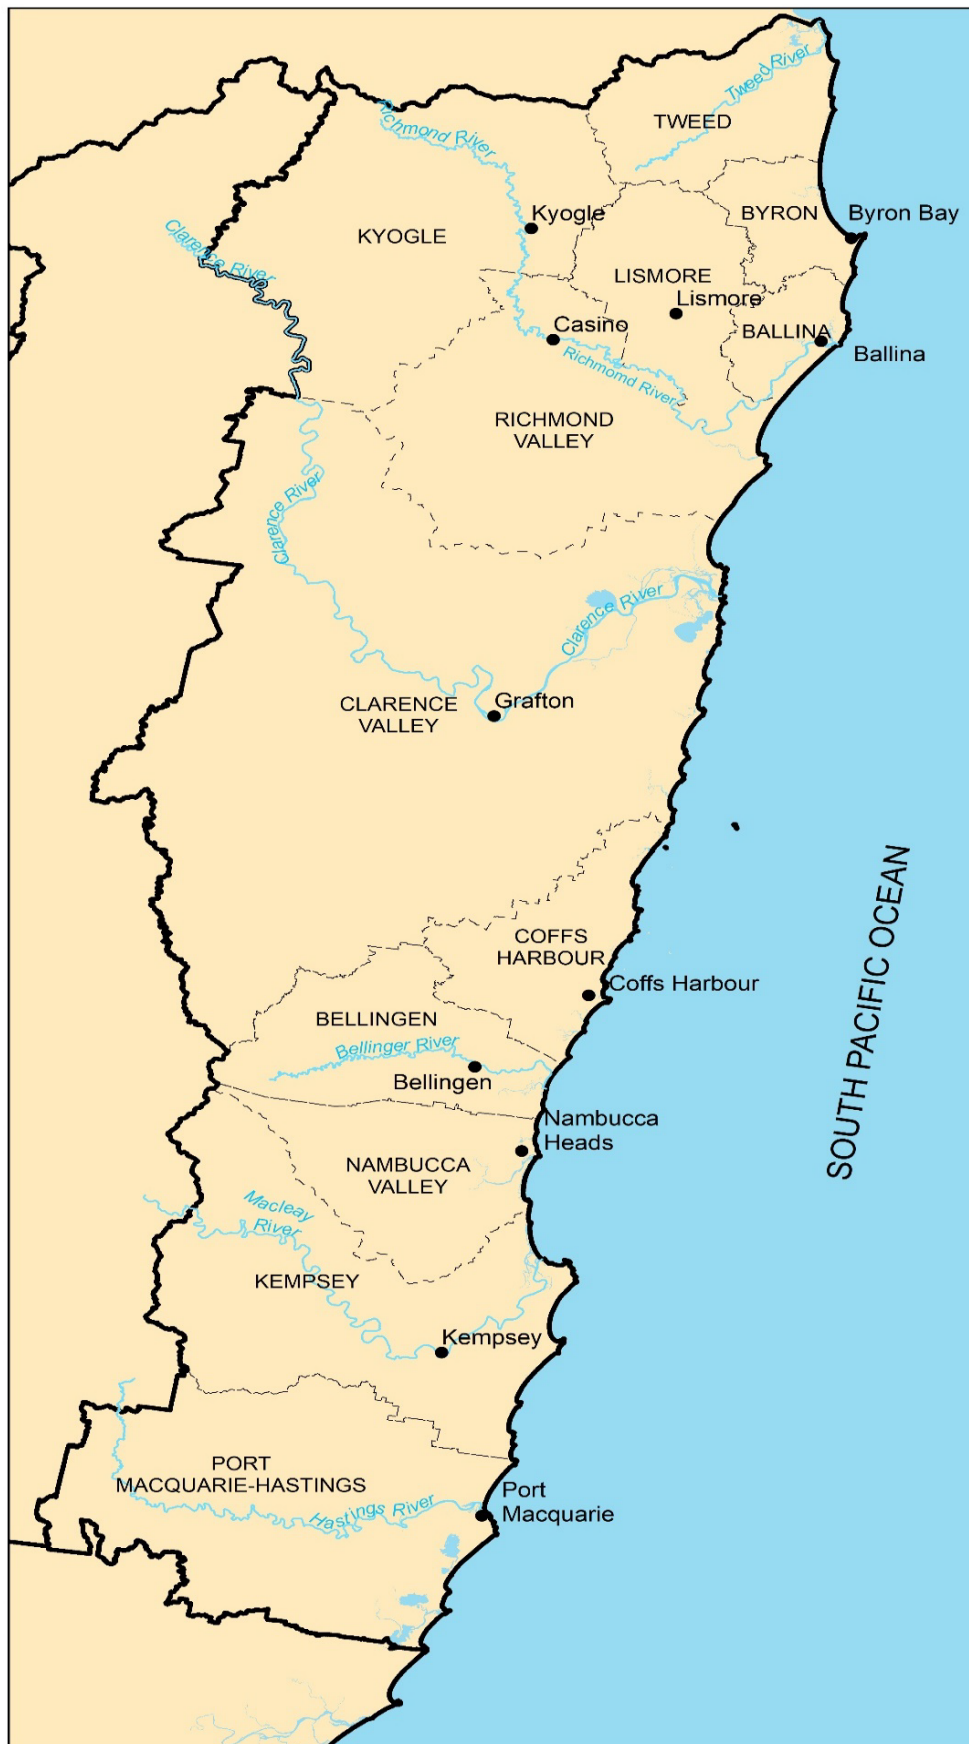 Tweed River
TWEED
Richmond River
BYRON
Byron Bay
Kyogle
KYOGLE
Clarence River
LISMORE
Lismore
Casino
BALLINA
Ballina
Richmomd River
RICHMOND
VALLEY
Clarence River
Clarence River
CLARENCE
VALLEY
Grafton
SOUTH PACIFIC OCEAN
COFFS
HARBOUR
Coffs Harbour
BELLINGEN
Bellinger River
Bellingen
Nambucca
Heads
NAMBUCCA
VALLEY
Macleay
River
KEMPSEY
Kempsey
PORT
MACQUARIE-HASTINGS
Port
Macquarie
Hastings River